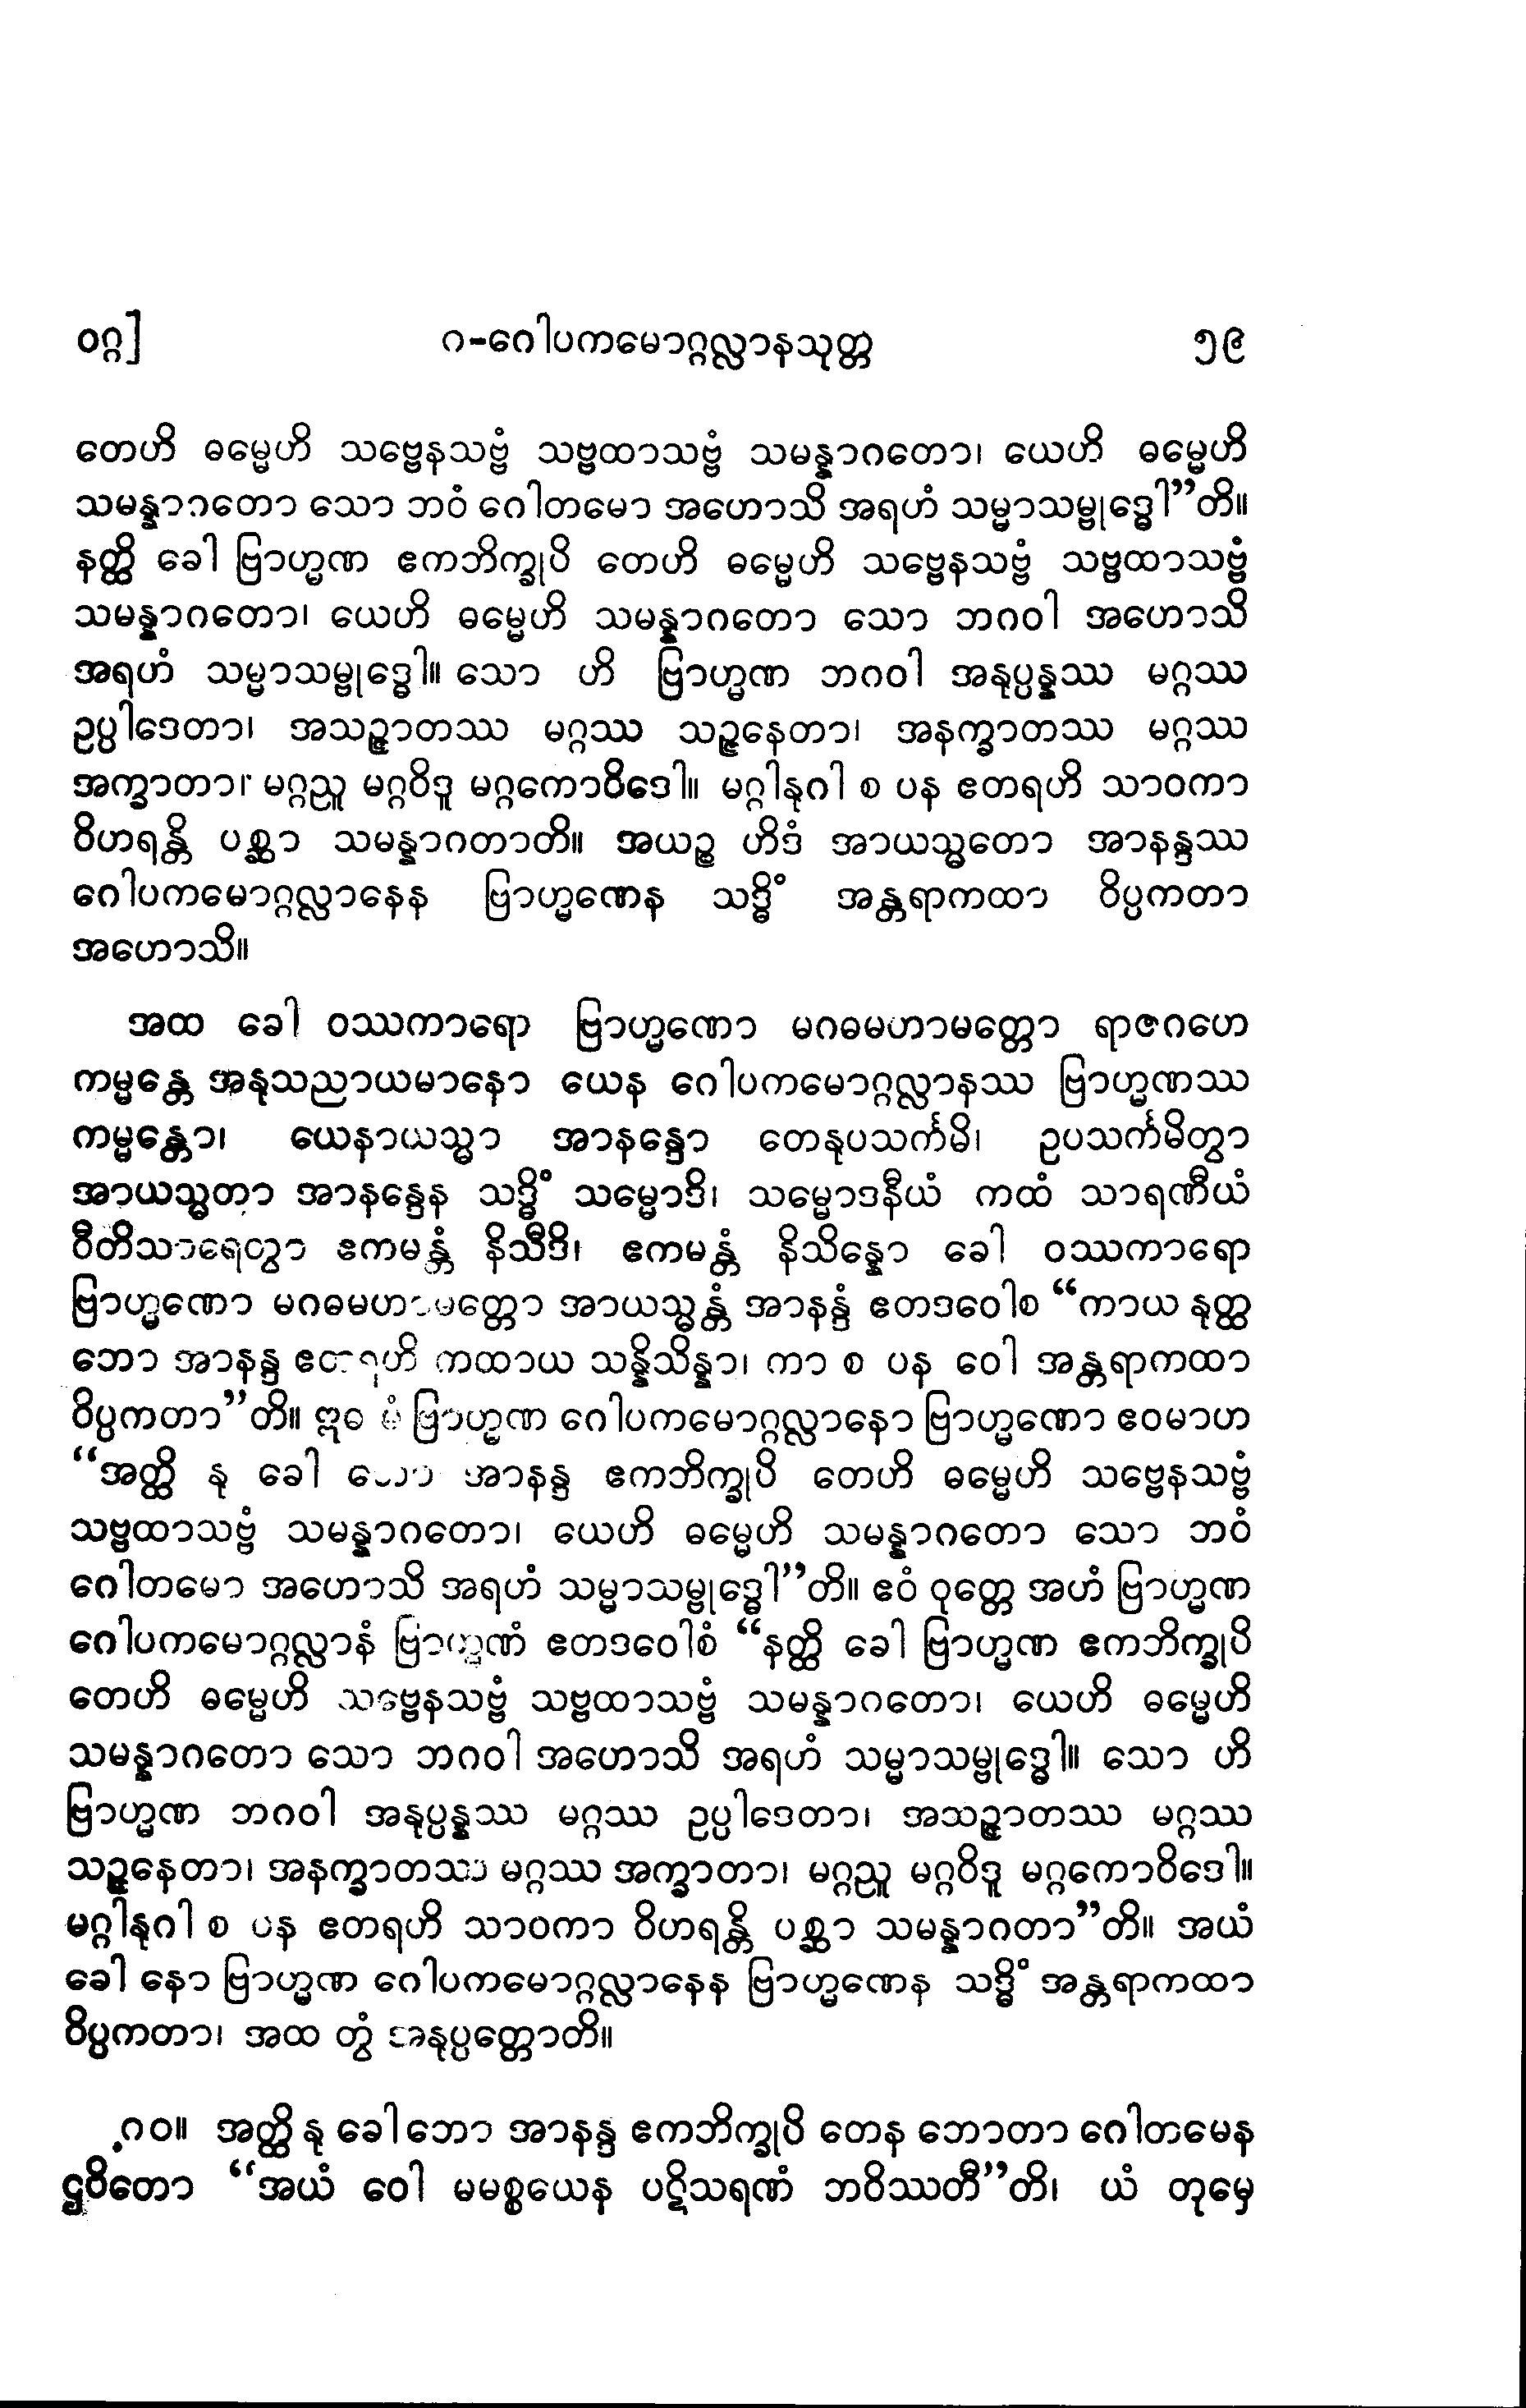 ဝဂ္ဂ] ဂ-ဂေါပကမောဂ္ဂလ္လာနသုတ္တ ၅၉
တေဟိ ဓမ္မေဟိ သဗ္ဗေနသဗ္ဗံ သဗ္ဗထာသဗ္ဗံ သမန္နာဂတော၊ ယေဟိ ဓမ္မေဟိ
သမန္နာဂတော သော ဘဝံ ဂေါတမော အဟောသိ အရဟံ သမ္မာသမ္ဗုဒ္ဓေါ”တိ။
နတ္ထိ ခေါ ဗြာဟ္မဏ ဧကဘိက္ခုပိ တေဟိ ဓမ္မေဟိ သဗ္ဗေနသဗ္ဗံ သဗ္ဗထာသဗ္ဗံ
သမန္နာဂတော၊ ယေဟိ ဓမ္မေဟိ သမန္နာဂတော သော ဘဂဝါ အဟောသိ
အရဟံ သမ္မာသမ္ဗုဒ္ဓေါ။ သော ဟိ ဗြာဟ္မဏ ဘဂဝါ အနုပ္ပန္နဿ မဂ္ဂဿ
ဥပ္ပါဒေတာ၊ အသဉ္ဇာတဿ မဂ္ဂဿ သဉ္ဇနေတာ၊ အနက္ခာတဿ မဂ္ဂဿ
အက္ခာတာ၊ မဂ္ဂညူ မဂ္ဂဝိဒူ မဂ္ဂကောဝိဒေါ။ မဂ္ဂါနုဂါ စ ပန ဧတရဟိ သာဝကာ
ဝိဟရန္တိ ပစ္ဆာ သမန္နာဂတာတိ။ အယဉ္စ ဟိဒံ အာယသ္မတော အာနန္ဒဿ
ဂေါပကမောဂ္ဂလ္လာနေန ဗြာဟ္မဏေန သဒ္ဓိံ အန္တရာကထာ ဝိပ္ပကတာ
အဟောသိ။
အထ ခေါ ဝဿကာရော ဗြာဟ္မဏော မဂဓမဟာမတ္တော ရာဇဂဟေ
ကမ္မန္တေ အနုသညာယမာနော ယေန ဂေါပကမောဂ္ဂလ္လာနဿ ဗြာဟ္မဏဿ
ကမ္မန္တော၊ ယေနာယသ္မာ အာနန္ဒော တေနုပသင်္ကမိ၊ ဥပသင်္ကမိတွာ
အာယသ္မတာ အာနန္ဒေန သဒ္ဓိံ သမ္မောဒိ၊ သမ္မောဒနီယံ ကထံ သာရဏီယံ
ဝီတိသာရေတွာ ဧကမန္တံ နိသီဒိ၊ ဧကမန္တံ နိသိန္နော ခေါ ဝဿကာရော
ဗြာဟ္မဏော မဂဓမဟာမတ္တော အာယသ္မန္တံ အာနန္ဒံ ဧတဒဝေါစ “ကာယ နုတ္ထ
ဘော အာနန္ဒ ဧတရဟိ ကထာယ သန္နိသိန္နာ၊ ကာ စ ပန ဝေါ အန္တရာကထာ
ဝိပ္ပကတာ”တိ။ ဣဓ မံ ဗြာဟ္မဏ ဂေါပကမောဂ္ဂလ္လာနော ဗြာဟ္မဏော ဧဝမာဟ
“အတ္ထိ နု ခေါ ဘော အာနန္ဒ ဧကဘိက္ခုပိ တေဟိ ဓမ္မေဟိ သဗ္ဗေနသဗ္ဗံ
သဗ္ဗထာသဗ္ဗံ သမန္နာဂတော၊ ယေဟိ ဓမ္မေဟိ သမန္နာဂတော သော ဘဝံ
ဂေါတမော အဟောသိ အရဟံ သမ္မာသမ္ဗုဒ္ဓေါ”တိ။ ဧဝံ ဝုတ္တေ အဟံ ဗြာဟ္မဏ
ဂေါပကမောဂ္ဂလ္လာနံ ဗြာဟ္မဏံ ဧတဒဝေါစံ “နတ္ထိ ခေါ ဗြာဟ္မဏ ဧကဘိက္ခုပိ
တေဟိ ဓမ္မေဟိ သဗ္ဗေနသဗ္ဗံ သဗ္ဗထာသဗ္ဗံ သမန္နာဂတော၊ ယေဟိ ဓမ္မေဟိ
သမန္နာဂတော သော ဘဂဝါ အဟောသိ အရဟံ သမ္မာသမ္ဗုဒ္ဓေါ။ သော ဟိ
ဗြာဟ္မဏ ဘဂဝါ အနုပ္ပန္နဿ မဂ္ဂဿ ဥပ္ပါဒေတာ၊ အသဉ္ဇာတဿ မဂ္ဂဿ
သဉ္ဇနေတာ၊ အနက္ခာတဿ မဂ္ဂဿ အက္ခာတာ၊ မဂ္ဂညူ မဂ္ဂဝိဒူ မဂ္ဂကောဝိဒေါ။
မဂ္ဂါနုဂါ စ ပန ဧတရဟိ သာဝကာ ဝိဟရန္တိ ပစ္ဆာ သမန္နာဂတာ”တိ။ အယံ
ခေါ နော ဗြာဟ္မဏ ဂေါပကမောဂ္ဂလ္လာနေန ဗြာဟ္မဏေန သဒ္ဓိံ အန္တရာကထာ
ဝိပ္ပကတာ၊ အထ တွံ အနုပ္ပတ္တောတိ။
၇၀။ အတ္ထိ နု ခေါ ဘော အာနန္ဒ ဧကဘိက္ခုပိ တေန ဘောတာ ဂေါတမေန
ဌပိတော “အယံ ဝေါ မမစ္စယေန ပဋိသရဏံ ဘဝိဿတီ”တိ၊ ယံ တုမှေ